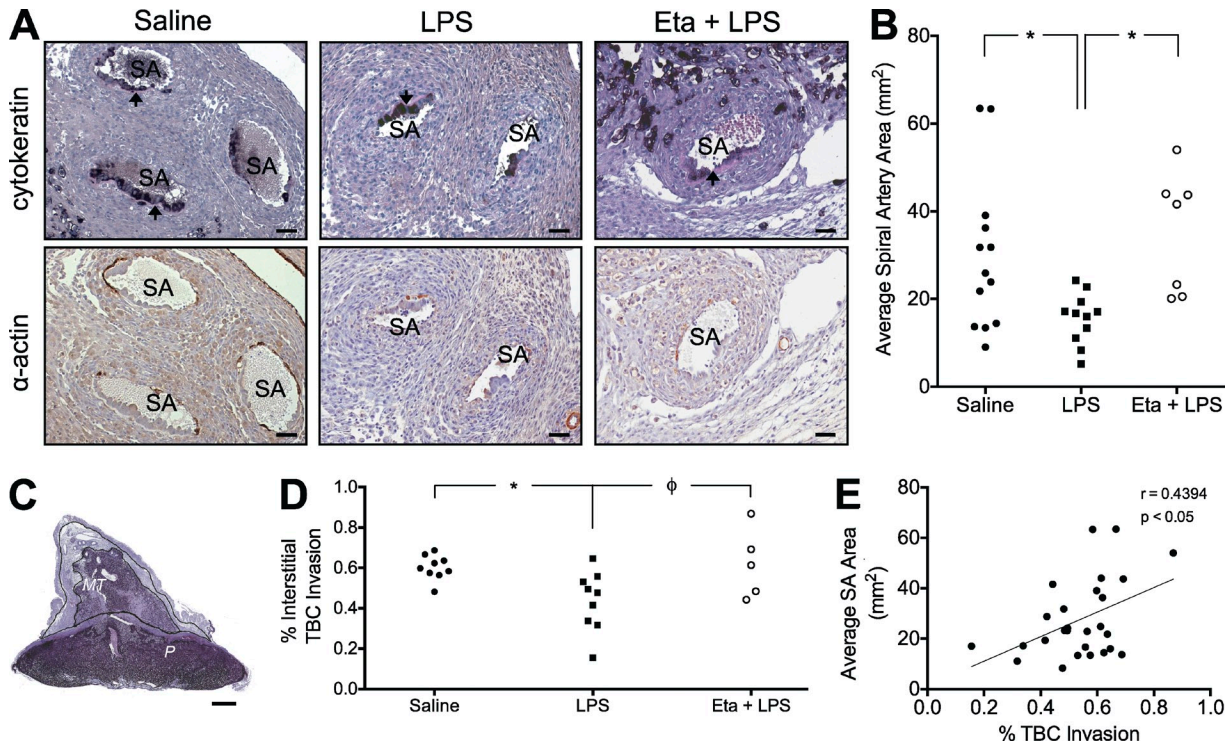 A
Saline
LPS
Eta + LPS
cytokeratin
SA
SA
SA
SA
SA
SA
α-actin
SA
SA
SA
SA
SA
SA
B
Average Spiral Artery Area (mm²)
80
60
40
20
0
*
*
Saline
LPS
Eta + LPS
C
MT
P
D
% Interstitial
TBC Invasion
1.0
0.8
0.6
0.4
0.2
0.0
*
ϕ
Saline
LPS
Eta + LPS
E
Average SA Area
(mm²)
80
60
40
20
0
r = 0.4394
p < 0.05
0.0
0.2
0.4
0.6
0.8
1.0
% TBC Invasion